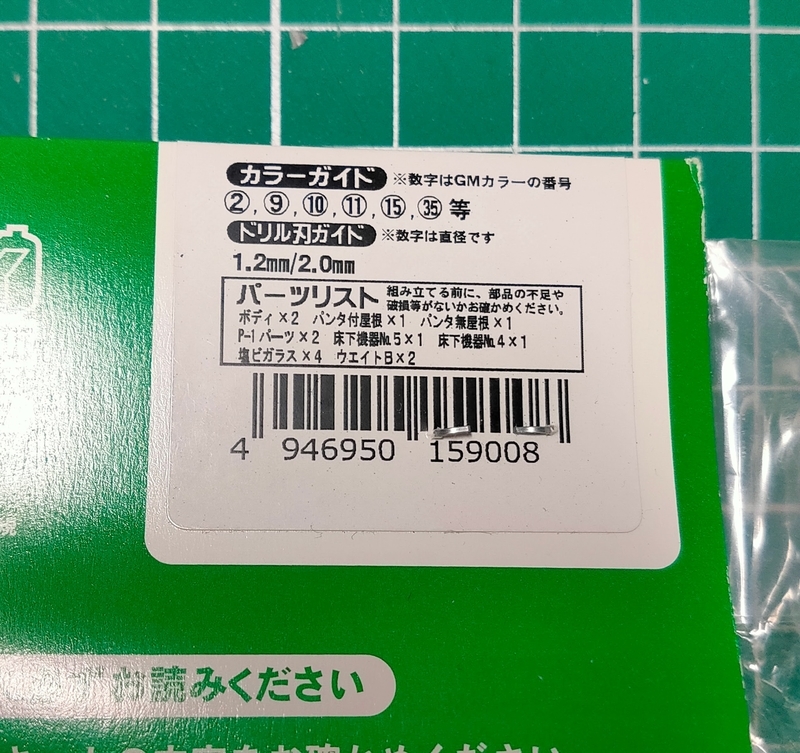 カラーガイド ※数字はGMカラーの番号
②,⑨,⑩,⑪,⑮,㉟等
ドリル刃ガイド ※数字は直径です
1.2mm/2.0mm
パーツリスト 組み立てる前に、部品の不足や
破損等がないかお確かめください。
ボディ×2 パンタ付屋根×1 パンタ無屋根×1
P-1パーツ×2 床下機器№5×1 床下機器№4×1
塩ビガラス×4 ウエイトB×2
4 946950 159008
お読みください